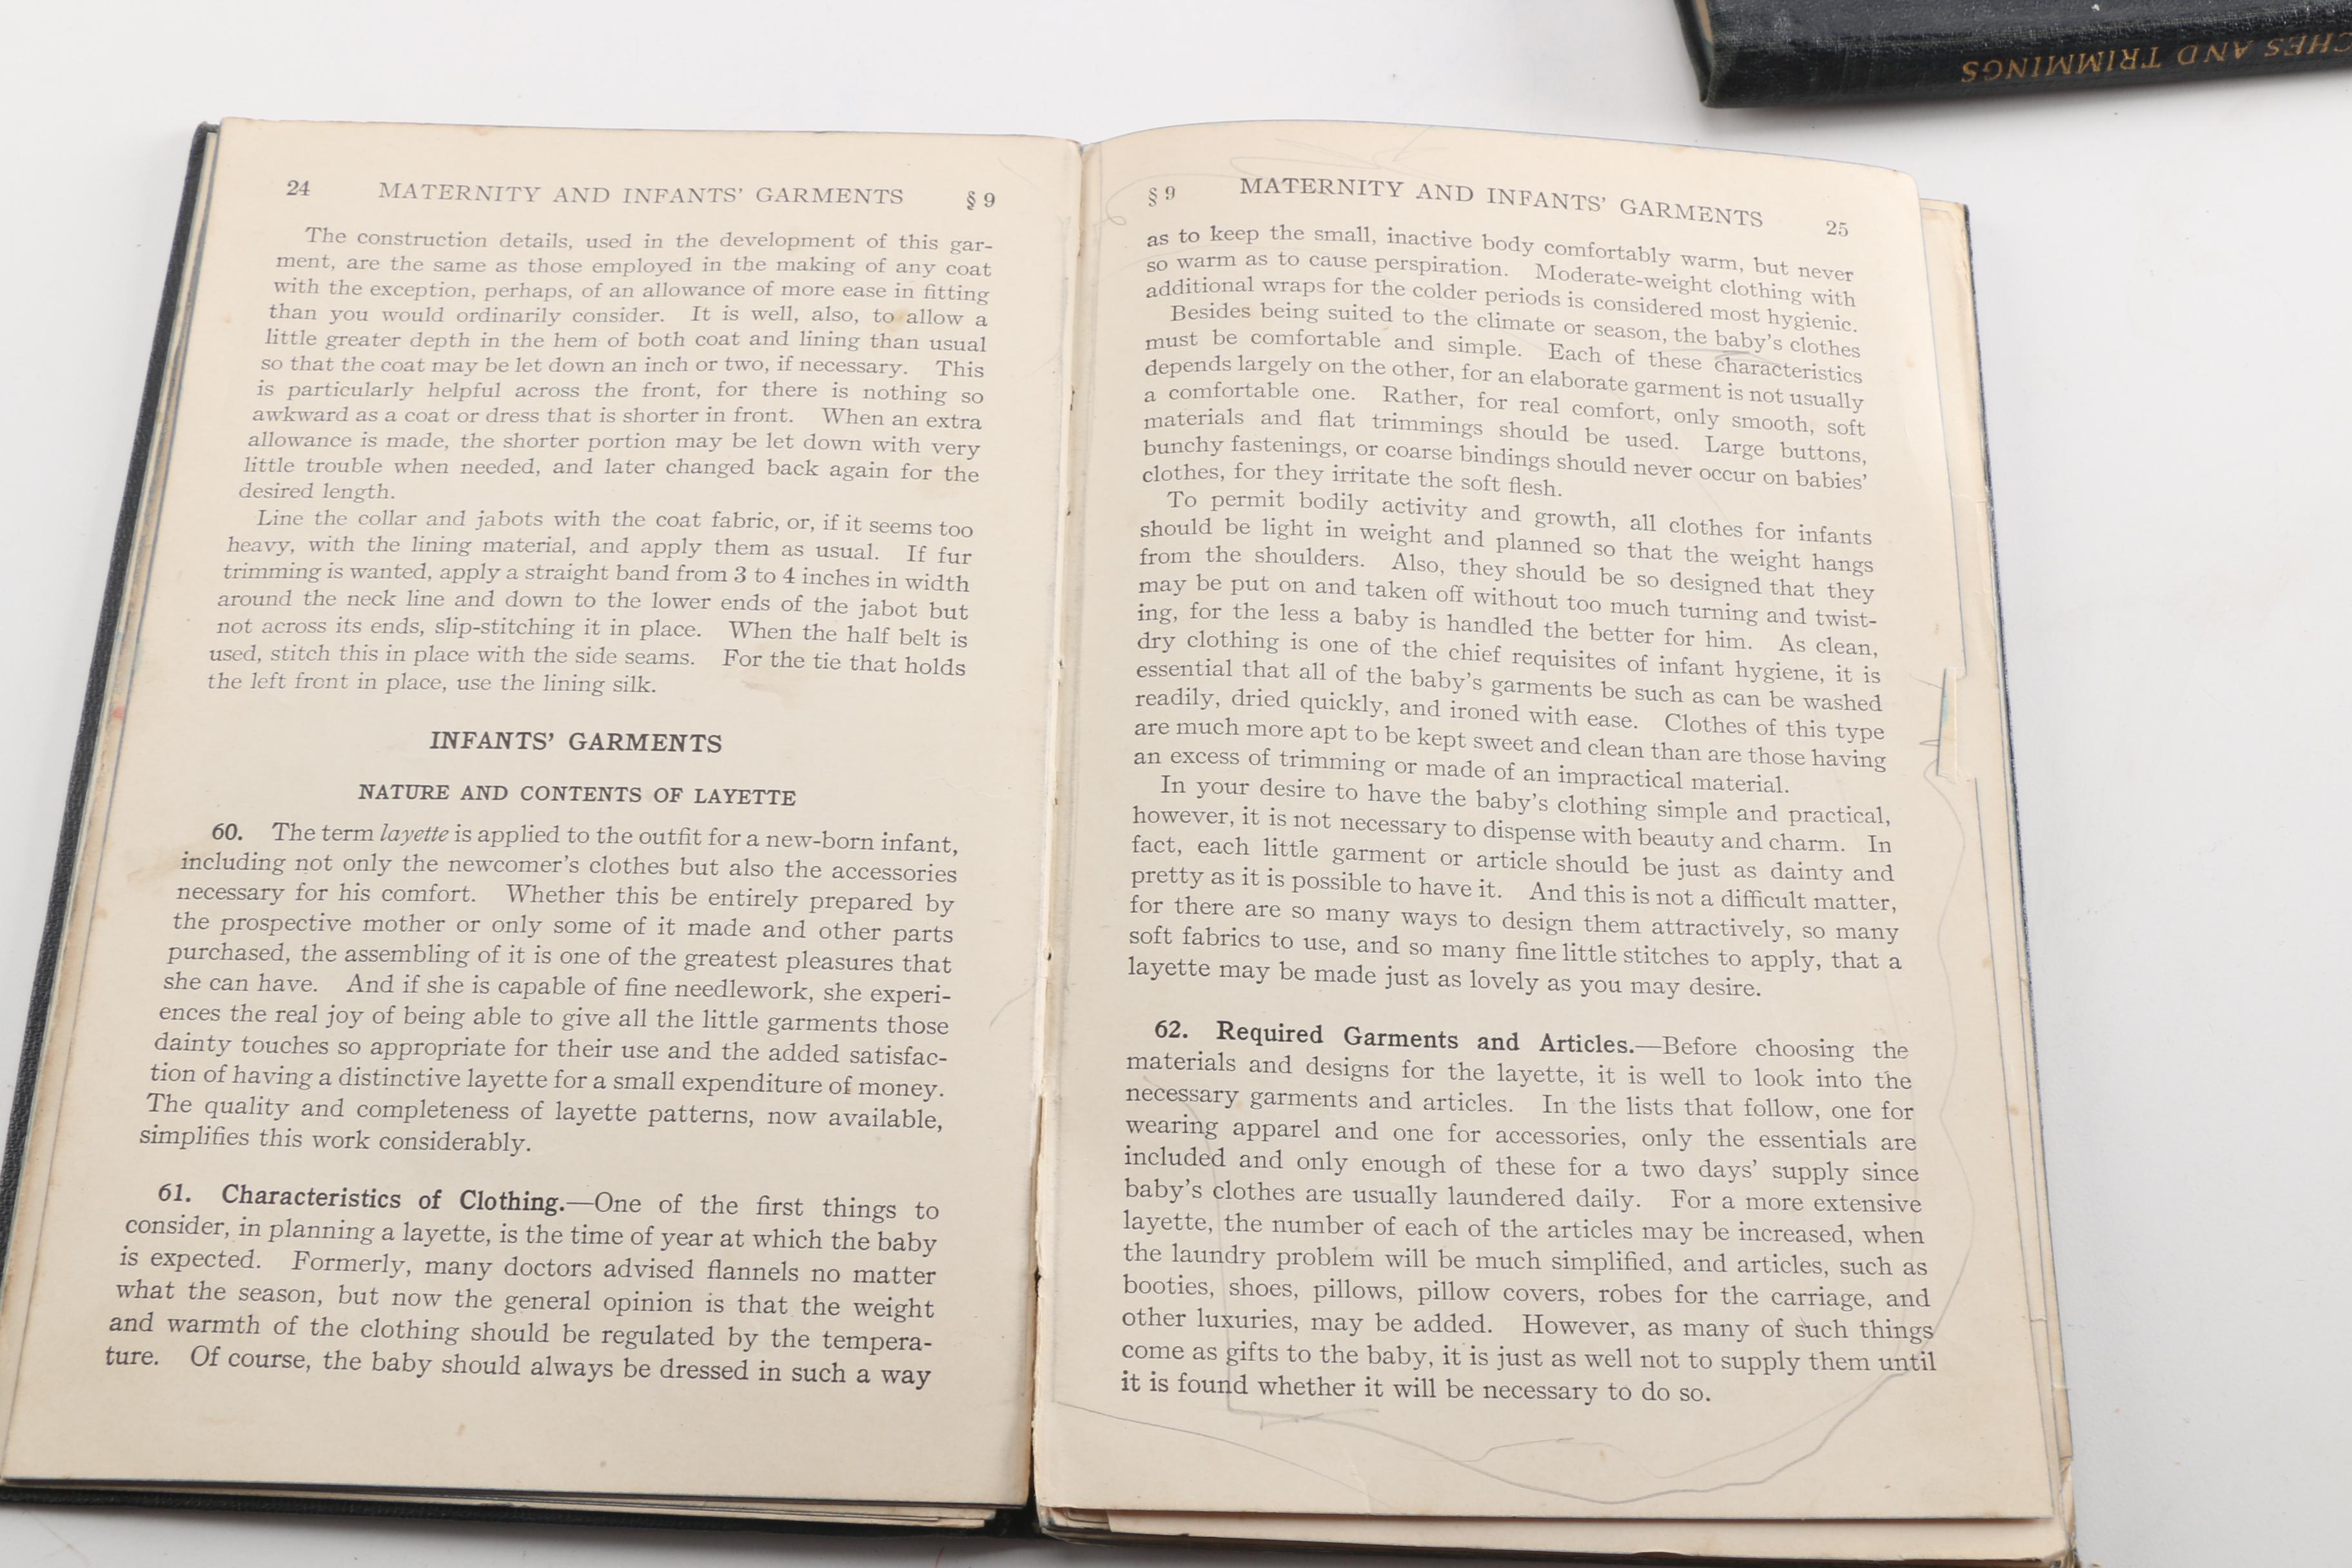 CHES AND TRIMMINGS
24 MATERNITY AND INFANTS' GARMENTS § 9
The construction details, used in the development of this gar-
ment, are the same as those employed in the making of any coat
with the exception, perhaps, of an allowance of more ease in fitting
than you would ordinarily consider. It is well, also, to allow a
little greater depth in the hem of both coat and lining than usual
so that the coat may be let down an inch or two, if necessary. This
is particularly helpful across the front, for there is nothing so
awkward as a coat or dress that is shorter in front. When an extra
allowance is made, the shorter portion may be let down with very
little trouble when needed, and later changed back again for the
desired length.
Line the collar and jabots with the coat fabric, or, if it seems too
heavy, with the lining material, and apply them as usual. If fur
trimming is wanted, apply a straight band from 3 to 4 inches in width
around the neck line and down to the lower ends of the jabot but
not across its ends, slip-stitching it in place. When the half belt is
used, stitch this in place with the side seams. For the tie that holds
the left front in place, use the lining silk.
INFANTS' GARMENTS
NATURE AND CONTENTS OF LAYETTE
60. The term layette is applied to the outfit for a new-born infant,
including not only the newcomer's clothes but also the accessories
necessary for his comfort. Whether this be entirely prepared by
the prospective mother or only some of it made and other parts
purchased, the assembling of it is one of the greatest pleasures that
she can have. And if she is capable of fine needlework, she experi-
ences the real joy of being able to give all the little garments those
dainty touches so appropriate for their use and the added satisfac-
tion of having a distinctive layette for a small expenditure of money.
The quality and completeness of layette patterns, now available,
simplifies this work considerably.
61. Characteristics of Clothing.—One of the first things to
consider, in planning a layette, is the time of year at which the baby
is expected. Formerly, many doctors advised flannels no matter
what the season, but now the general opinion is that the weight
and warmth of the clothing should be regulated by the tempera-
ture. Of course, the baby should always be dressed in such a way
§ 9 MATERNITY AND INFANTS' GARMENTS 25
as to keep the small, inactive body comfortably warm, but never
so warm as to cause perspiration. Moderate-weight clothing with
additional wraps for the colder periods is considered most hygienic.
Besides being suited to the climate or season, the baby's clothes
must be comfortable and simple. Each of these characteristics
depends largely on the other, for an elaborate garment is not usually
a comfortable one. Rather, for real comfort, only smooth, soft
materials and flat trimmings should be used. Large buttons,
bunchy fastenings, or coarse bindings should never occur on babies'
clothes, for they irritate the soft flesh.
To permit bodily activity and growth, all clothes for infants
should be light in weight and planned so that the weight hangs
from the shoulders. Also, they should be so designed that they
may be put on and taken off without too much turning and twist-
ing, for the less a baby is handled the better for him. As clean,
dry clothing is one of the chief requisites of infant hygiene, it is
essential that all of the baby's garments be such as can be washed
readily, dried quickly, and ironed with ease. Clothes of this type
are much more apt to be kept sweet and clean than are those having
an excess of trimming or made of an impractical material.
In your desire to have the baby's clothing simple and practical,
however, it is not necessary to dispense with beauty and charm. In
fact, each little garment or article should be just as dainty and
pretty as it is possible to have it. And this is not a difficult matter,
for there are so many ways to design them attractively, so many
soft fabrics to use, and so many fine little stitches to apply, that a
layette may be made just as lovely as you may desire.
62. Required Garments and Articles.—Before choosing the
materials and designs for the layette, it is well to look into the
necessary garments and articles. In the lists that follow, one for
wearing apparel and one for accessories, only the essentials are
included and only enough of these for a two days' supply since
baby's clothes are usually laundered daily. For a more extensive
layette, the number of each of the articles may be increased, when
the laundry problem will be much simplified, and articles, such as
booties, shoes, pillows, pillow covers, robes for the carriage, and
other luxuries, may be added. However, as many of such things
come as gifts to the baby, it is just as well not to supply them until
it is found whether it will be necessary to do so.